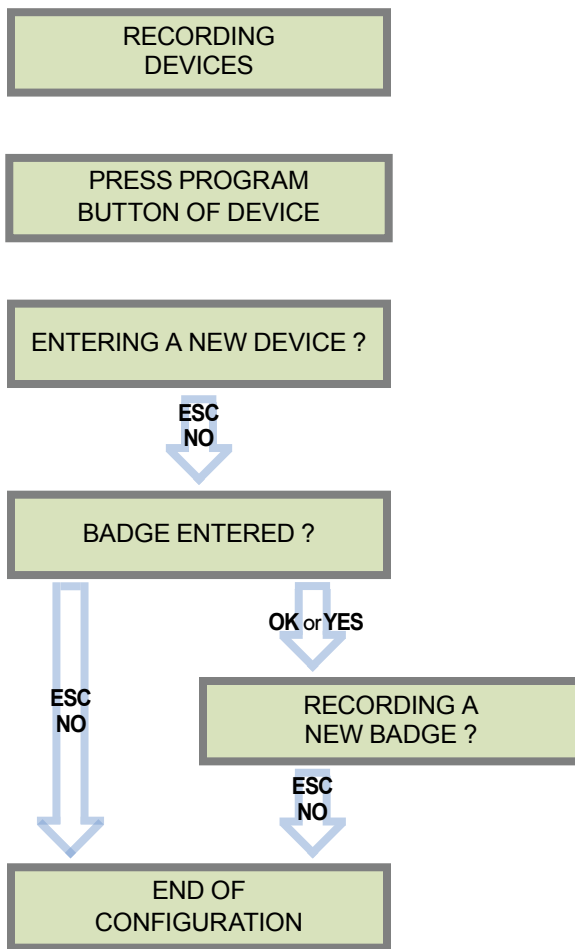 RECORDING
DEVICES
PRESS PROGRAM
BUTTON OF DEVICE
ENTERING A NEW DEVICE ?
ESC
NO
BADGE ENTERED ?
OK or YES
ESC
NO
RECORDING A
NEW BADGE ?
ESC
NO
END OF
CONFIGURATION